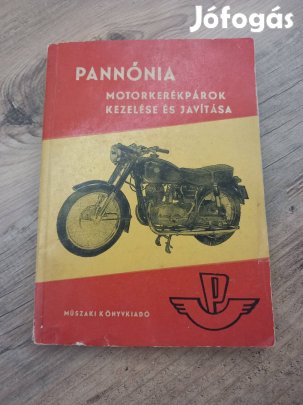 Jófogás
PANNÓNIA
MOTORKERÉKPÁROK
KEZELÉSE ÉS JAVÍTÁSA
MŰSZAKI KÖNYVKIADÓ
P